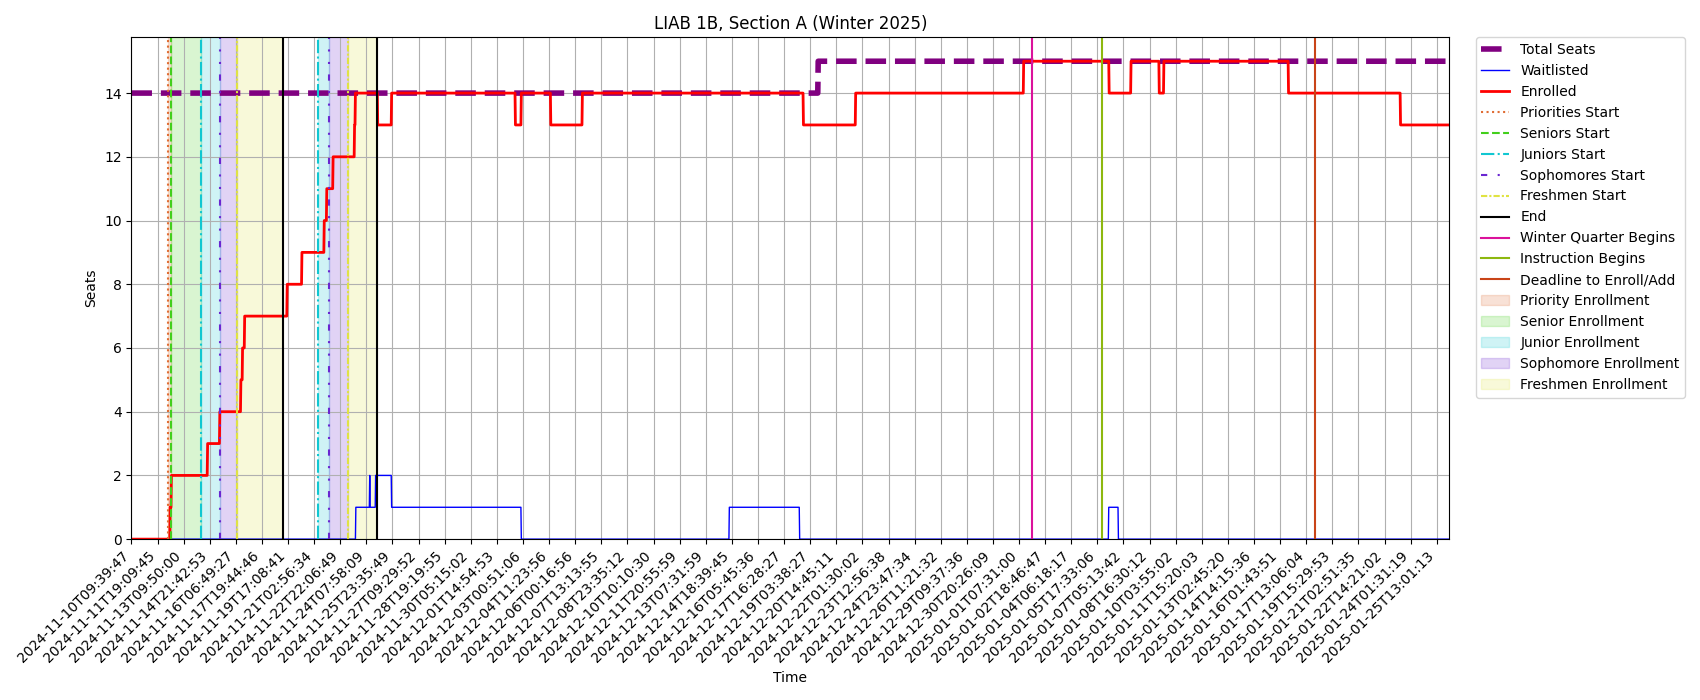 LIAB 1B, Section A (Winter 2025)
Seats
14
12
10
8
6
4
2
0
2024-11-10T09:39:47
2024-11-11T19:09:45
2024-11-13T09:50:00
2024-11-14T21:42:53
2024-11-16T06:49:27
2024-11-17T19:44:46
2024-11-19T17:08:41
2024-11-21T02:56:34
2024-11-22T22:06:49
2024-11-24T07:58:09
2024-11-25T23:35:49
2024-11-27T09:29:52
2024-11-28T19:19:55
2024-11-30T05:15:02
2024-12-01T14:54:53
2024-12-03T00:51:06
2024-12-04T11:23:56
2024-12-06T00:16:56
2024-12-07T13:13:55
2024-12-08T23:35:12
2024-12-10T10:10:30
2024-12-11T20:55:59
2024-12-13T07:31:59
2024-12-14T18:39:45
2024-12-16T05:45:36
2024-12-17T16:28:27
2024-12-19T03:38:27
2024-12-20T14:45:11
2024-12-22T01:30:02
2024-12-23T12:56:38
2024-12-24T23:47:34
2024-12-26T11:21:32
2024-12-29T09:37:36
2024-12-30T20:26:09
2025-01-01T07:31:00
2025-01-02T18:46:47
2025-01-04T06:18:17
2025-01-05T17:33:06
2025-01-07T05:13:42
2025-01-08T16:30:12
2025-01-10T03:55:02
2025-01-11T15:20:03
2025-01-13T02:45:20
2025-01-14T14:15:36
2025-01-16T01:43:51
2025-01-17T13:06:04
2025-01-19T15:29:53
2025-01-21T02:51:35
2025-01-22T14:21:02
2025-01-24T01:31:19
2025-01-25T13:01:13
Time
Total Seats
Waitlisted
Enrolled
Priorities Start
Seniors Start
Juniors Start
Sophomores Start
Freshmen Start
End
Winter Quarter Begins
Instruction Begins
Deadline to Enroll/Add
Priority Enrollment
Senior Enrollment
Junior Enrollment
Sophomore Enrollment
Freshmen Enrollment